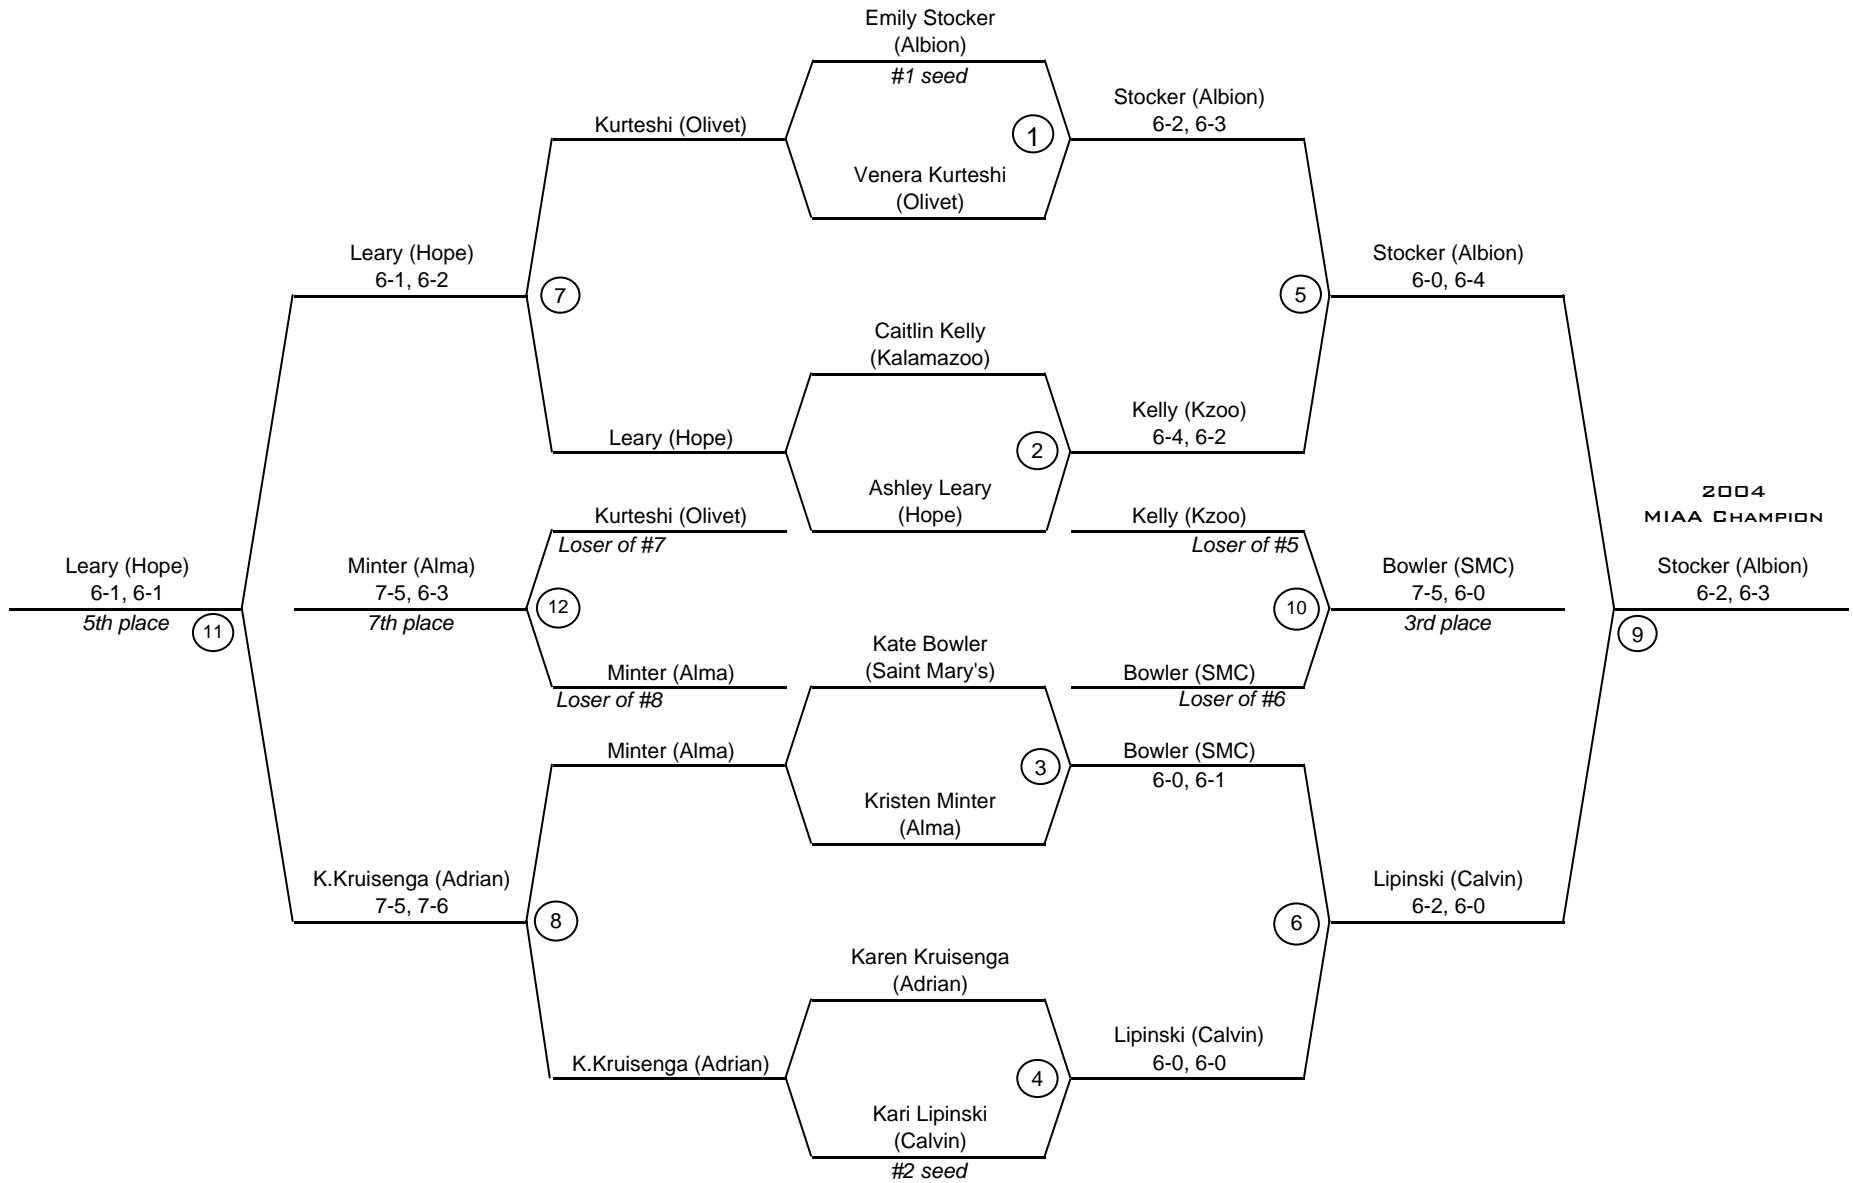 Emily Stocker
(Albion)
#1 seed
Stocker (Albion)
6-2, 6-3
Kurteshi (Olivet)
1
Venera Kurteshi
(Olivet)
Leary (Hope)
6-1, 6-2
Stocker (Albion)
6-0, 6-4
7
5
Caitlin Kelly
(Kalamazoo)
Kelly (Kzoo)
6-4, 6-2
Leary (Hope)
2
Ashley Leary
(Hope)
2004
MIAA Champion
Kurteshi (Olivet)
Loser of #7
Kelly (Kzoo)
Loser of #5
Leary (Hope)
6-1, 6-1
5th place
11
Minter (Alma)
7-5, 6-3
7th place
12
10
Bowler (SMC)
7-5, 6-0
3rd place
Stocker (Albion)
6-2, 6-3
9
Kate Bowler
(Saint Mary's)
Minter (Alma)
Loser of #8
Bowler (SMC)
Loser of #6
Minter (Alma)
3
Bowler (SMC)
6-0, 6-1
Kristen Minter
(Alma)
K.Kruisenga (Adrian)
7-5, 7-6
8
6
Lipinski (Calvin)
6-2, 6-0
Karen Kruisenga
(Adrian)
Lipinski (Calvin)
6-0, 6-0
K.Kruisenga (Adrian)
4
Kari Lipinski
(Calvin)
#2 seed